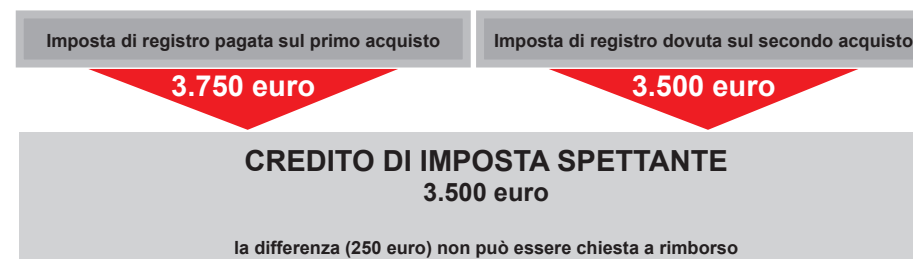 Imposta di registro pagata sul primo acquisto
Imposta di registro dovuta sul secondo acquisto
3.750 euro
3.500 euro
CREDITO DI IMPOSTA SPETTANTE
3.500 euro
la differenza (250 euro) non può essere chiesta a rimborso